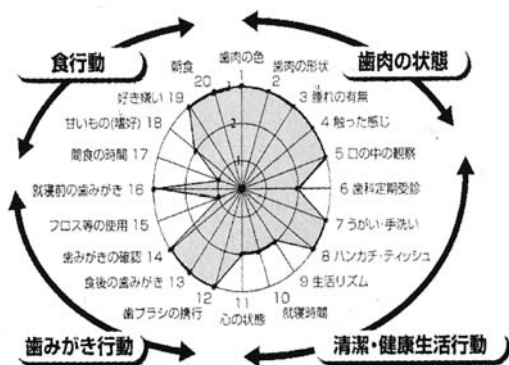 食行動
歯肉の状態
歯みがき行動
清潔・健康生活行動
歯肉の色
1
2
歯肉の形状
3 腫れの有無
4 触った感じ
5 口の中の観察
6 歯科定期受診
7 うがい・手洗い
8 ハンカチ・ティッシュ
9 生活リズム
10
就寝時間
11
心の状態
12
歯ブラシの携行
食後の歯みがき 13
歯みがきの確認 14
フロス等の使用 15
就寝前の歯みがき 16
間食の時間 17
甘いもの(嗜好) 18
好き嫌い 19
朝食
20
3
2
1